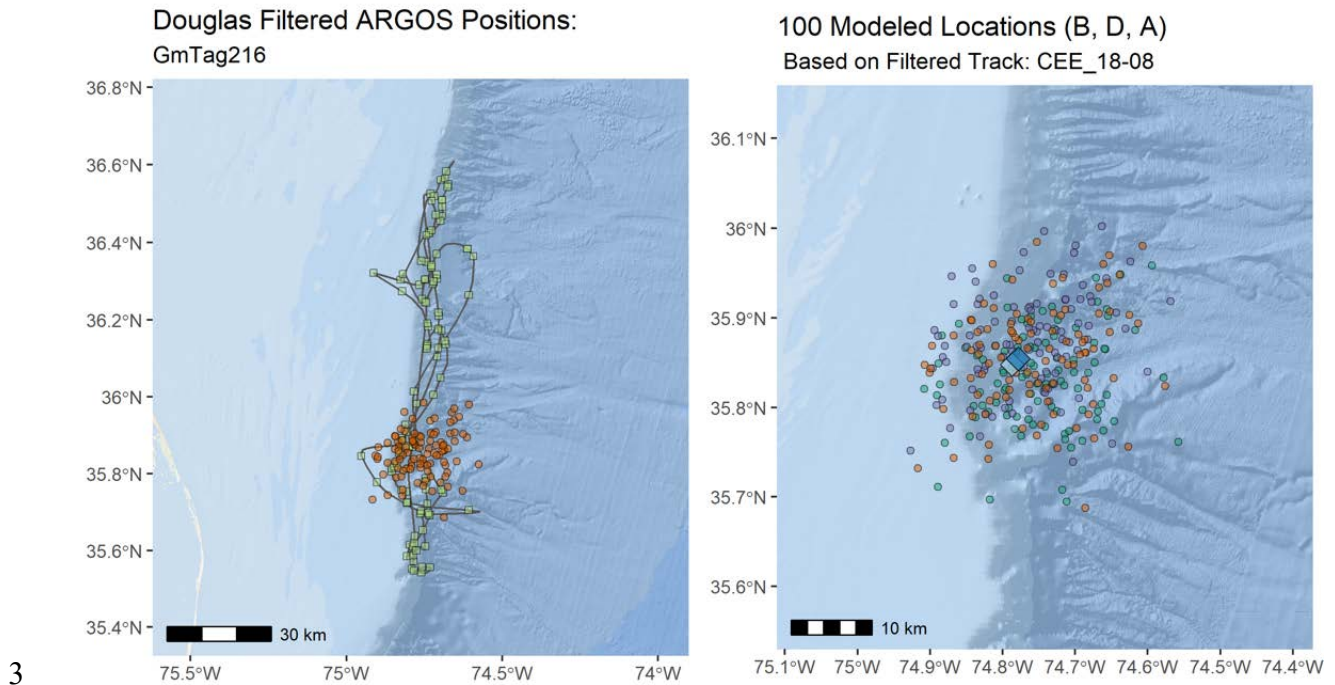 Douglas Filtered ARGOS Positions:
GmTag216
36.8°N
36.6°N
36.4°N
36.2°N
36°N
35.8°N
35.6°N
35.4°N
30 km
75.5°W 75°W 74.5°W 74°W
100 Modeled Locations (B, D, A)
Based on Filtered Track: CEE_18-08
36.1°N
36°N
35.9°N
35.8°N
35.7°N
35.6°N
10 km
75.1°W 75°W 74.9°W 74.8°W 74.7°W 74.6°W 74.5°W 74.4°W
3